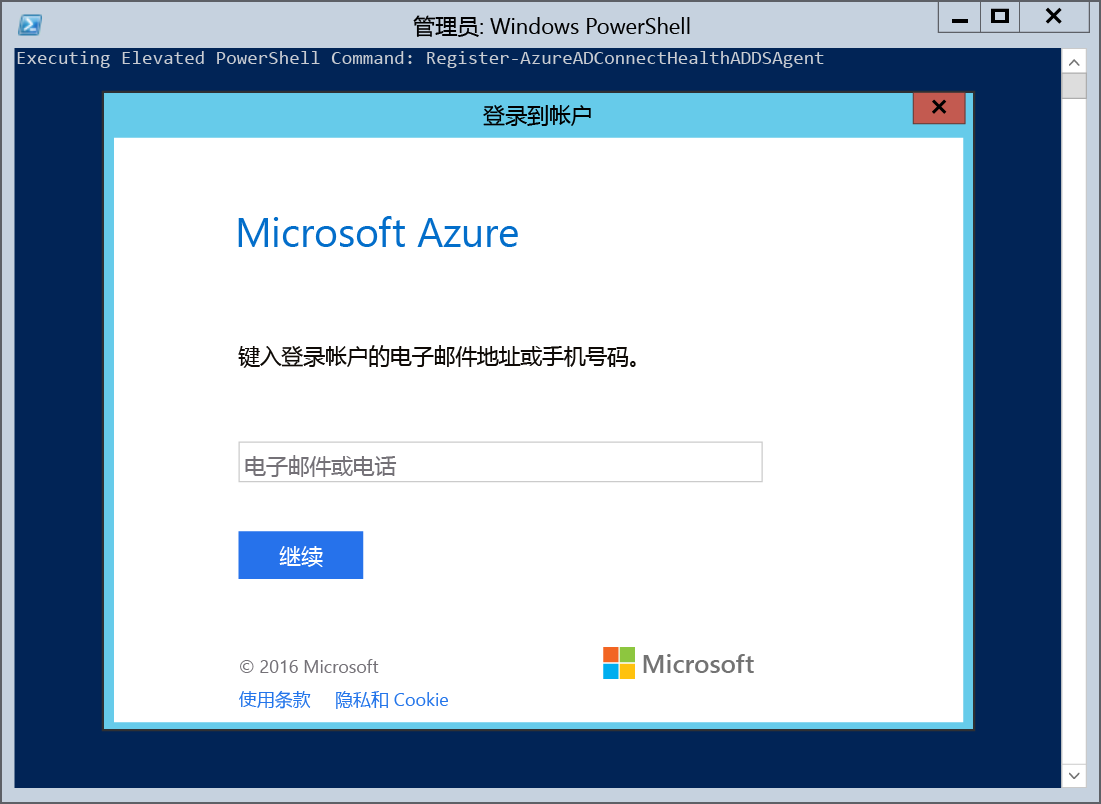 管理员: Windows PowerShell
Executing Elevated PowerShell Command: Register-AzureADConnectHealthADDSAgent
登录到帐户
Microsoft Azure
键入登录帐户的电子邮件地址或手机号码。
电子邮件或电话
继续
© 2016 Microsoft
Microsoft
使用条款 隐私和 Cookie